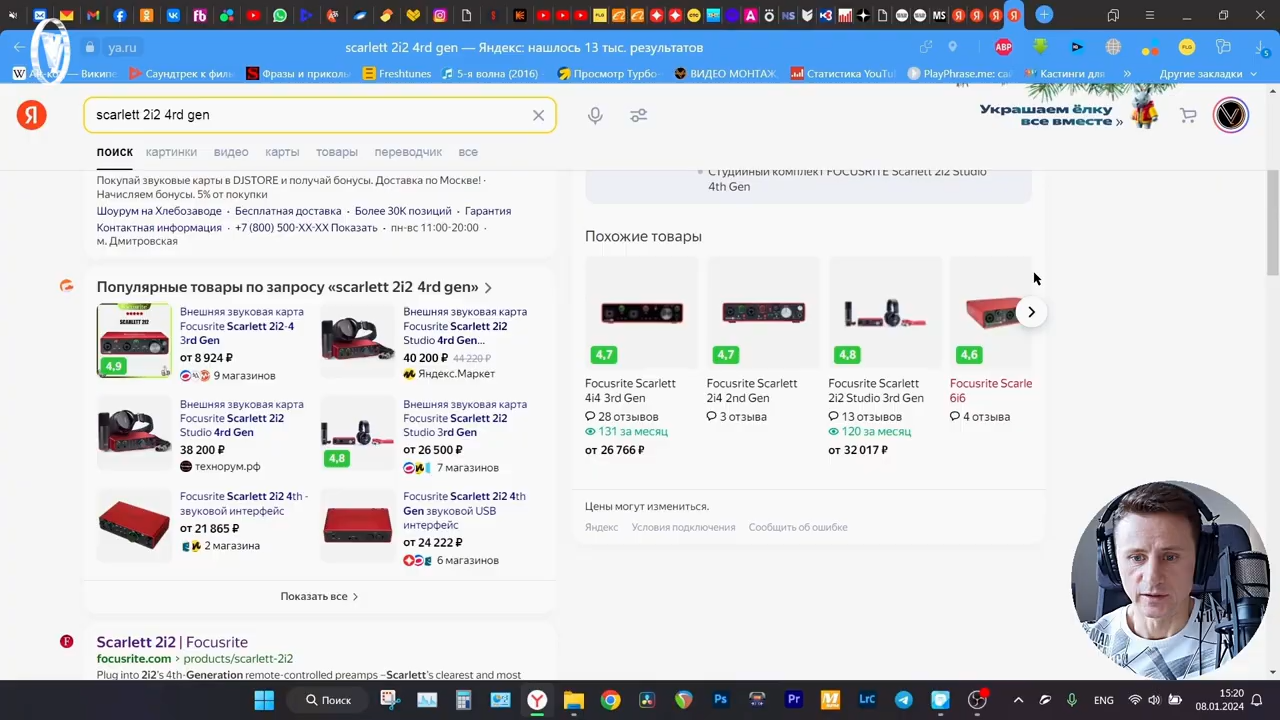 ya.ru
scarlett 2i2 4rd gen — Яндекс: нашлось 13 тыс. результатов
ABP
FLG
Саундтрек к филь
Фразы и приколь
Freshtunes
5-я волна (2016)
Просмотр Турбо-
ВИДЕО МОНТАЖ
Статистика YouTu
PlayPhrase.me: сай
Кастинги для
»
Другие закладки
Я
scarlett 2i2 4rd gen
Украшаем ёлку
все вместе »
поиск
картинки
видео
карты
товары
переводчик
все
Покупай звуковые карты в DJSTORE и получай бонусы. Доставка по Москве! ·
Начисляем бонусы. 5% от покупки
Шоурум на Хлебозаводе · Бесплатная доставка · Более 30К позиций · Гарантия
Контактная информация · +7 (800) 500-XX-XX Показать · пн-вс 11:00-20:00 ·
м. Дмитровская
Популярные товары по запросу «scarlett 2i2 4rd gen»
SCARLETT 2I2
4,9
Внешняя звуковая карта
Focusrite Scarlett 2i2-4
3rd Gen
от 8 924 ₽
9 магазинов
Внешняя звуковая карта
Focusrite Scarlett 2i2
Studio 4rd Gen...
40 200 ₽ 44 220 ₽
Яндекс.Маркет
Внешняя звуковая карта
Focusrite Scarlett 2i2
Studio 4rd Gen
38 200 ₽
технорум.рф
4,8
Внешняя звуковая карта
Focusrite Scarlett 2i2
Studio 3rd Gen
от 26 500 ₽
7 магазинов
Focusrite Scarlett 2i2 4th -
звуковой интерфейс
от 21 865 ₽
2 магазина
Focusrite Scarlett 2i2 4th
Gen звуковой USB
интерфейс
от 24 222 ₽
6 магазинов
Показать все
Scarlett 2i2 | Focusrite
focusrite.com › products/scarlett-2i2
Plug into 2i2's 4th-Generation remote-controlled preamps –Scarlett's clearest and most
Студийный комплект FOCUSRITE Scarlett 2i2 Studio
4th Gen
Похожие товары
4,7
Focusrite Scarlett
4i4 3rd Gen
28 отзывов
131 за месяц
от 26 766 ₽
4,7
Focusrite Scarlett
2i4 2nd Gen
3 отзыва
4,8
Focusrite Scarlett
2i2 Studio 3rd Gen
13 отзывов
120 за месяц
от 32 017 ₽
4,6
Focusrite Scarle
6i6
4 отзыва
Цены могут измениться.
Яндекс
Условия подключения
Сообщить об ошибке
Поиск
Ps
Pr
M
Lrc
ENG
15:20
08.01.2024